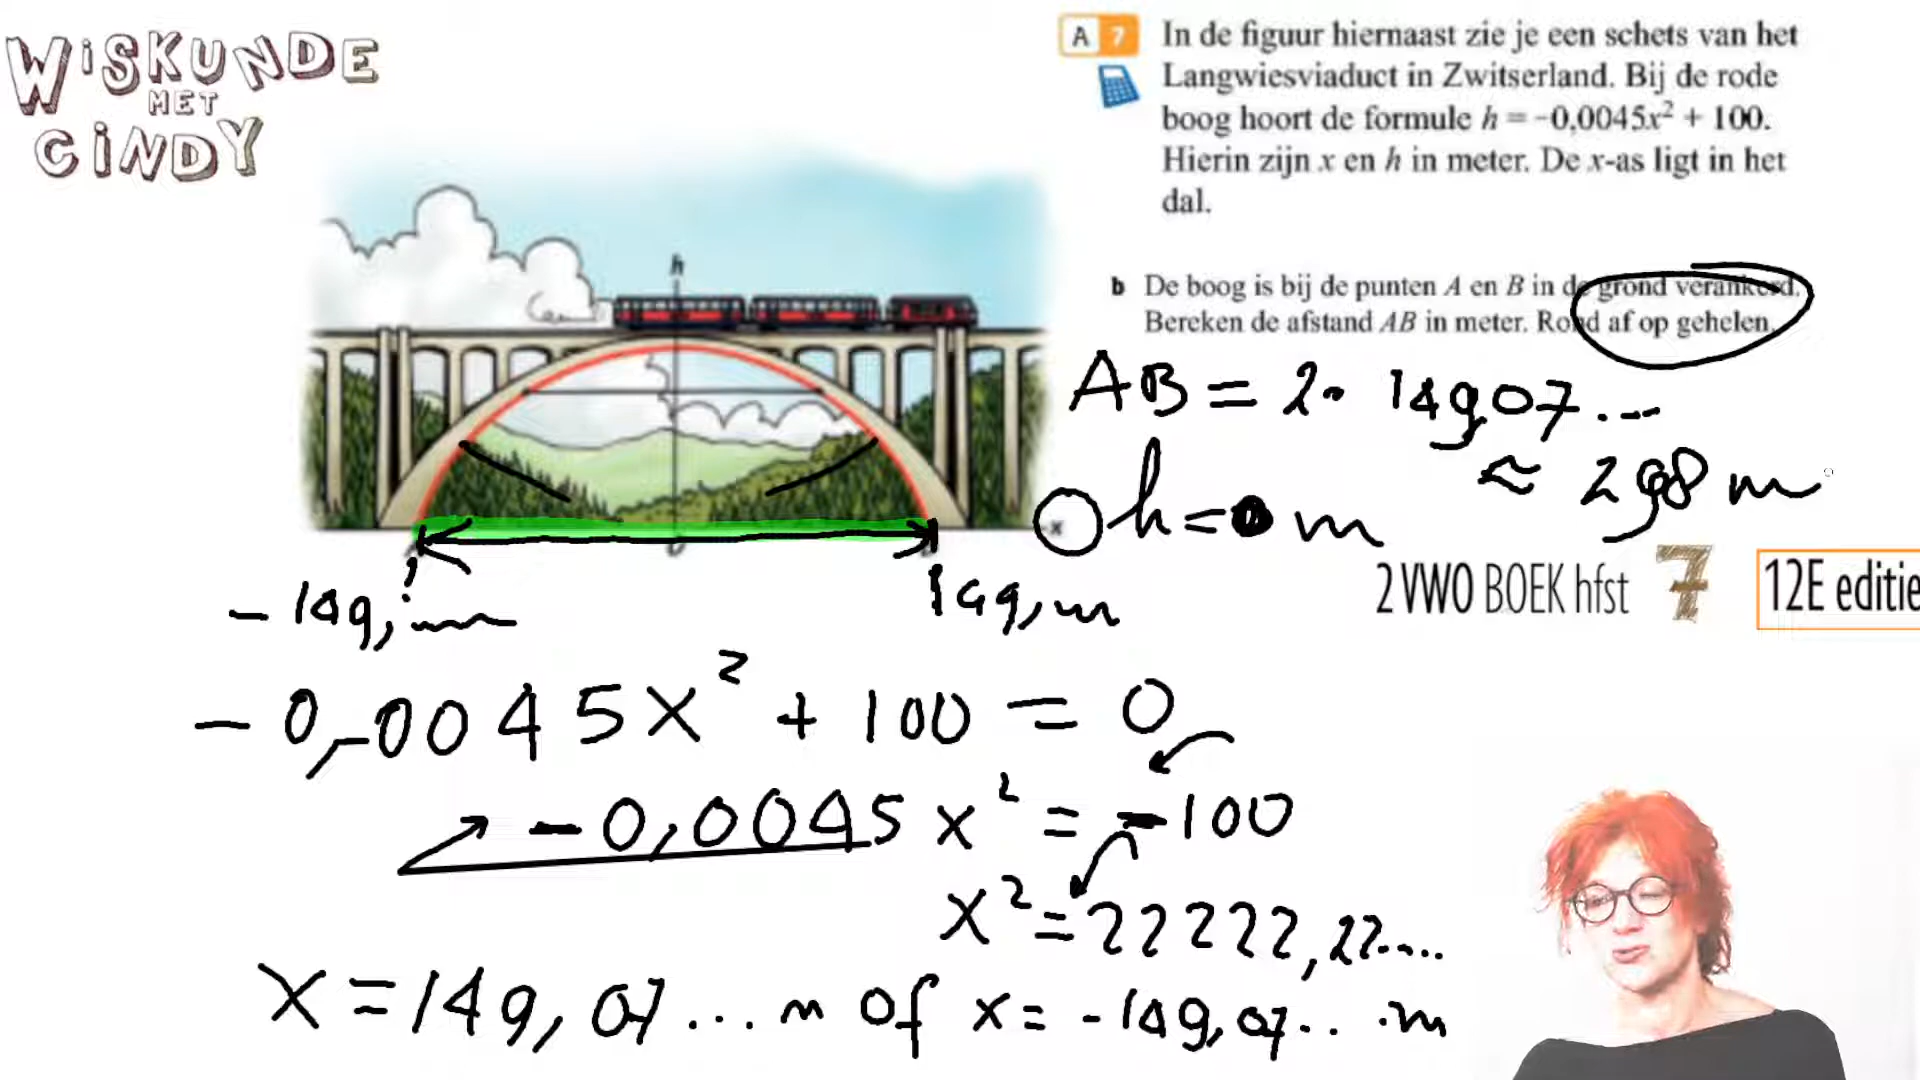 WiSKUNDE
MET
CiNDY
A 7
In de figuur hiernaast zie je een schets van het
Langwiesviaduct in Zwitserland. Bij de rode
boog hoort de formule h = −0,0045x² + 100.
Hierin zijn x en h in meter. De x-as ligt in het
dal.
b De boog is bij de punten A en B in de grond verankerd.
Bereken de afstand AB in meter. Rond af op gehelen.
h
AB = 2 · 149,07...
≈ 298 m
h = 0 m
x
0
2 VWO BOEK hfst 7 12E editie
- 149,
149,
- 0,0045x² + 100 = 0
- 0,0045x² = -100
x² = 22222,22....
x = 149,07... m of x = - 149,07... m